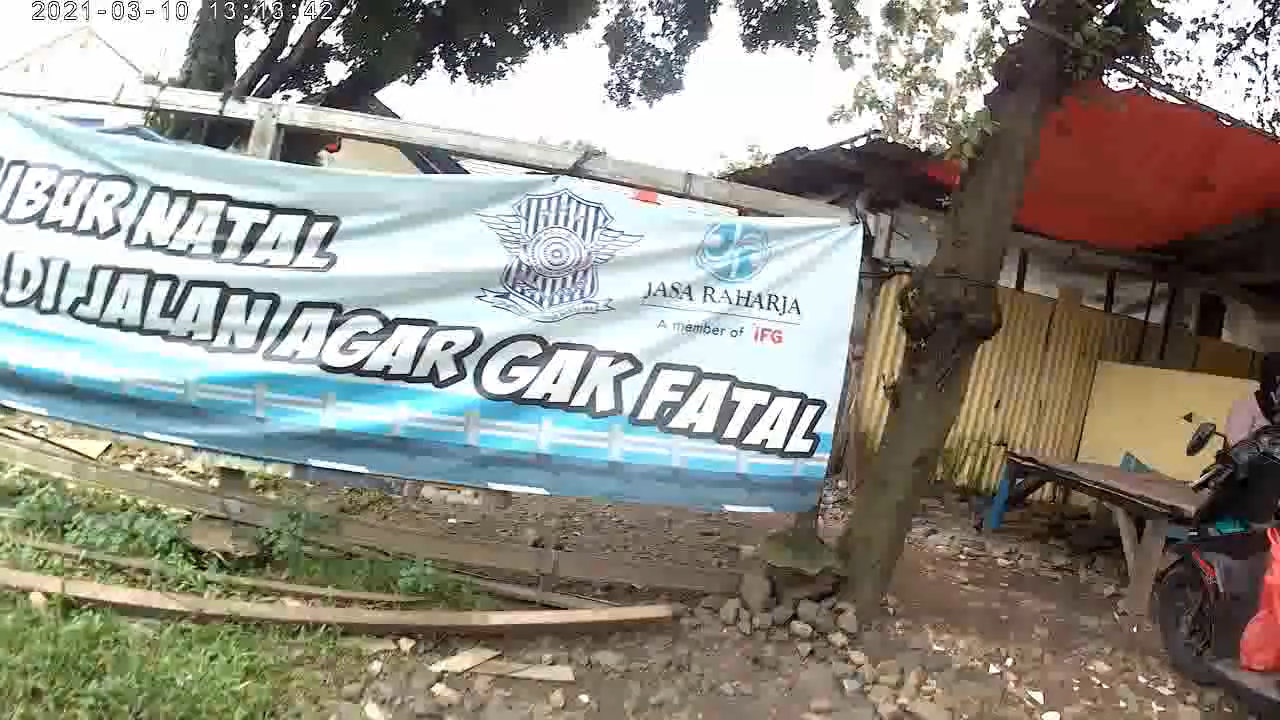 2021-03-10 13:13:42
IBUR NATAL
DI JALAN AGAR GAK FATAL
JASA RAHARJA
A member of IFG